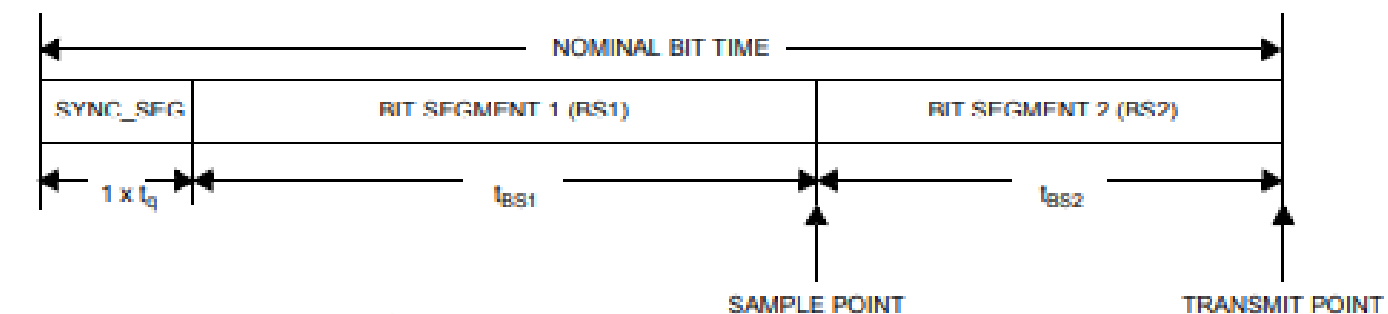 NOMINAL BIT TIME
SYNC_SEG BIT SEGMENT 1 (BS1) BIT SEGMENT 2 (BS2)
1 x tq tBS1 tBS2
SAMPLE POINT TRANSMIT POINT